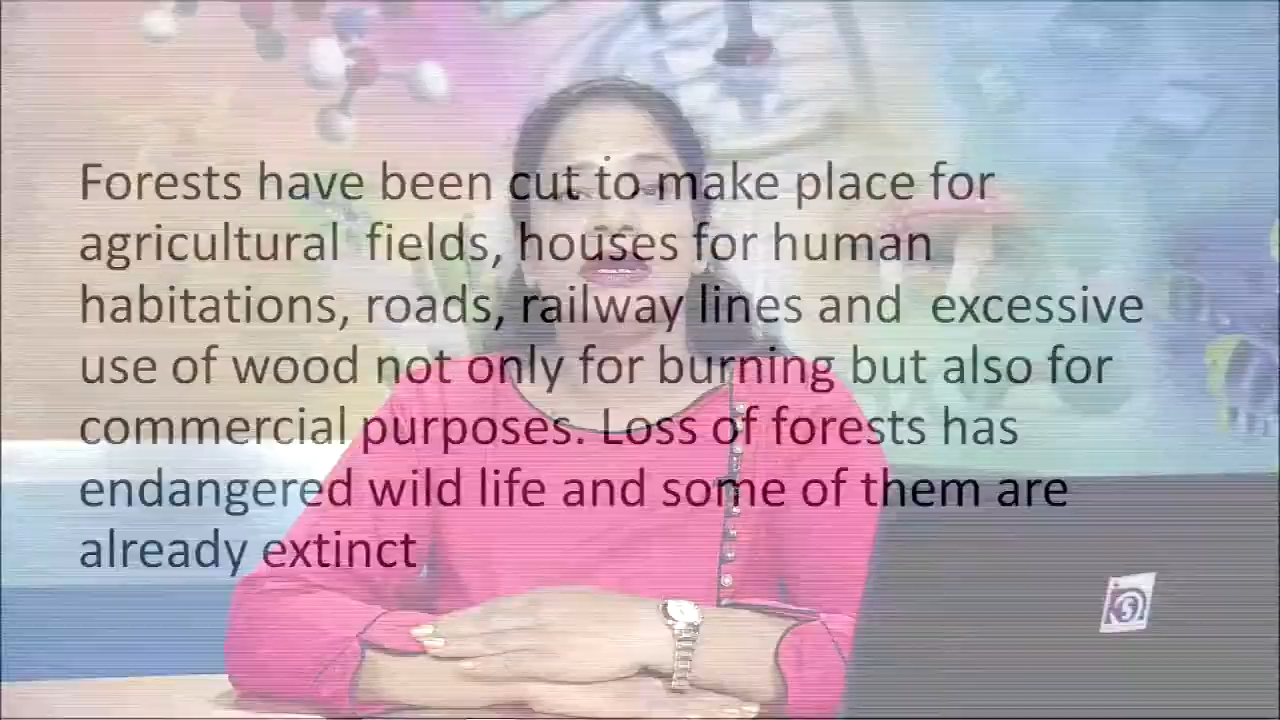 Forests have been cut to make place for
agricultural  fields, houses for human
habitations, roads, railway lines and  excessive
use of wood not only for burning but also for
commercial purposes. Loss of forests has
endangered wild life and some of them are
already extinct